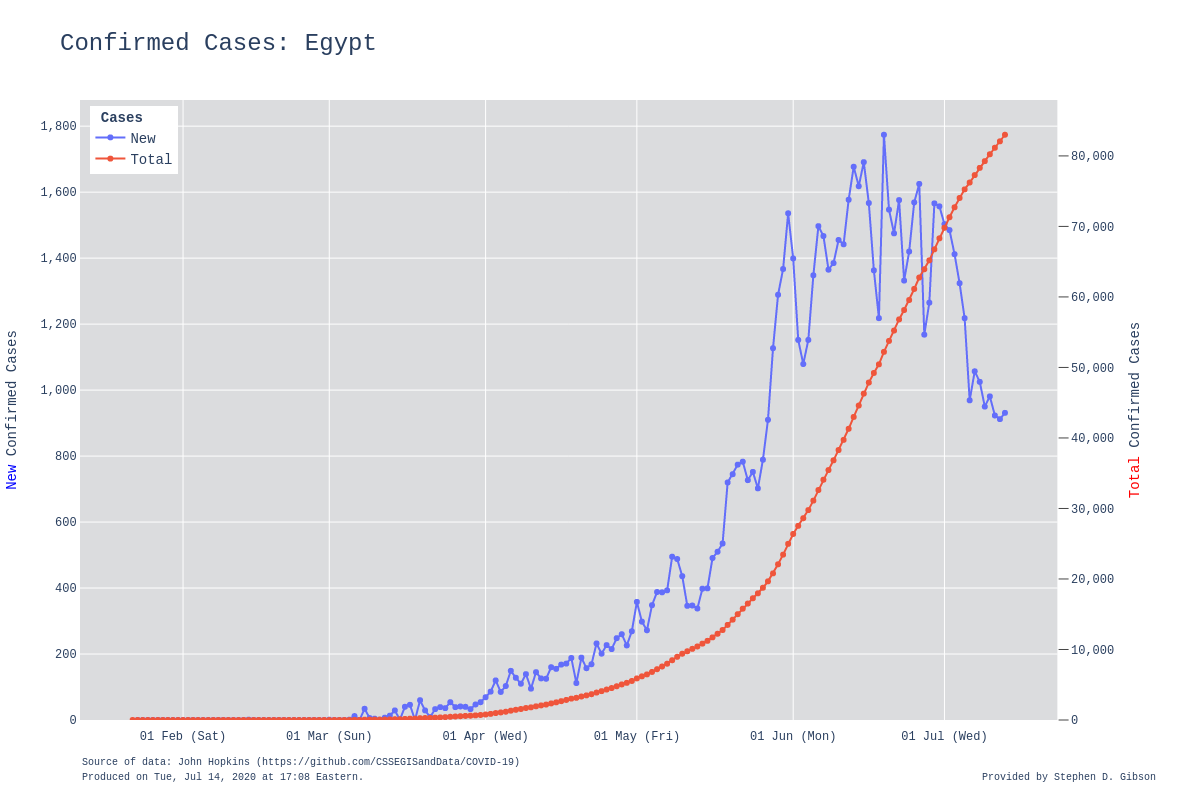 Confirmed Cases: Egypt
Cases
New
Total
1,800
1,600
1,400
1,200
1,000
800
600
400
200
0
New Confirmed Cases
80,000
70,000
60,000
50,000
40,000
30,000
20,000
10,000
0
Total Confirmed Cases
01 Feb (Sat) 01 Mar (Sun) 01 Apr (Wed) 01 May (Fri) 01 Jun (Mon) 01 Jul (Wed)
Source of data: John Hopkins (https://github.com/CSSEGISandData/COVID-19)
Produced on Tue, Jul 14, 2020 at 17:08 Eastern.
Provided by Stephen D. Gibson